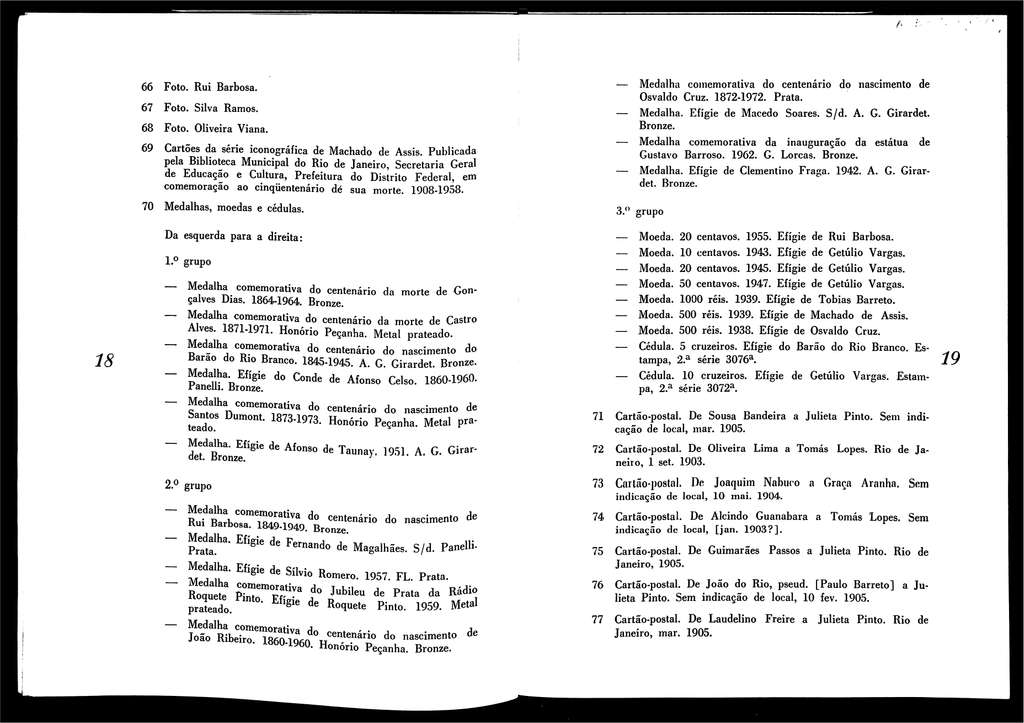 66 Foto. Rui Barbosa.
67 Foto. Silva Ramos.
68 Foto. Oliveira Viana.
69 Cartões da série iconográfica de Machado de Assis. Publicada
pela Biblioteca Municipal do Rio de Janeiro, Secretaria Geral
de Educação e Cultura, Prefeitura do Distrito Federal, em
comemoração ao cinqüentenário dé sua morte. 1908-1958.
70 Medalhas, moedas e cédulas.
Da esquerda para a direita:
1.º grupo
— Medalha comemorativa do centenário da morte de Gon-
çalves Dias. 1864-1964. Bronze.
— Medalha comemorativa do centenário da morte de Castro
Alves. 1871-1971. Honório Peçanha. Metal prateado.
— Medalha comemorativa do centenário do nascimento do
Barão do Rio Branco. 1845-1945. A. G. Girardet. Bronze.
— Medalha. Efígie do Conde de Afonso Celso. 1860-1960.
Panelli. Bronze.
— Medalha comemorativa do centenário do nascimento de
Santos Dumont. 1873-1973. Honório Peçanha. Metal pra-
teado.
— Medalha. Efígie de Afonso de Taunay. 1951. A. G. Girar-
det. Bronze.
2.º grupo
— Medalha comemorativa do centenário do nascimento de
Rui Barbosa. 1849-1949. Bronze.
— Medalha. Efígie de Fernando de Magalhães. S/d. Panelli.
Prata.
— Medalha. Efígie de Sílvio Romero. 1957. FL. Prata.
— Medalha comemorativa do Jubileu de Prata da Rádio
Roquete Pinto. Efígie de Roquete Pinto. 1959. Metal
prateado.
— Medalha comemorativa do centenário do nascimento de
João Ribeiro. 1860-1960. Honório Peçanha. Bronze.
18
— Medalha comemorativa do centenário do nascimento de
Osvaldo Cruz. 1872-1972. Prata.
— Medalha. Efígie de Macedo Soares. S/d. A. G. Girardet.
Bronze.
— Medalha comemorativa da inauguração da estátua de
Gustavo Barroso. 1962. G. Lorcas. Bronze.
— Medalha. Efígie de Clementino Fraga. 1942. A. G. Girar-
det. Bronze.
3.º grupo
— Moeda. 20 centavos. 1955. Efígie de Rui Barbosa.
— Moeda. 10 centavos. 1943. Efígie de Getúlio Vargas.
— Moeda. 20 centavos. 1945. Efígie de Getúlio Vargas.
— Moeda. 50 centavos. 1947. Efígie de Getúlio Vargas.
— Moeda. 1000 réis. 1939. Efígie de Tobias Barreto.
— Moeda. 500 réis. 1939. Efígie de Machado de Assis.
— Moeda. 500 réis. 1938. Efígie de Osvaldo Cruz.
— Cédula. 5 cruzeiros. Efígie do Barão do Rio Branco. Es-
tampa, 2.ª série 3076ª.
— Cédula. 10 cruzeiros. Efígie de Getúlio Vargas. Estam-
pa, 2.ª série 3072ª.
71 Cartão-postal. De Sousa Bandeira a Julieta Pinto. Sem indi-
cação de local, mar. 1905.
72 Cartão-postal. De Oliveira Lima a Tomás Lopes. Rio de Ja-
neiro, 1 set. 1903.
73 Cartão-postal. De Joaquim Nabuco a Graça Aranha. Sem
indicação de local, 10 mai. 1904.
74 Cartão-postal. De Alcindo Guanabara a Tomás Lopes. Sem
indicação de local, [jan. 1903?].
75 Cartão-postal. De Guimarães Passos a Julieta Pinto. Rio de
Janeiro, 1905.
76 Cartão-postal. De João do Rio, pseud. [Paulo Barreto] a Ju-
lieta Pinto. Sem indicação de local, 10 fev. 1905.
77 Cartão-postal. De Laudelino Freire a Julieta Pinto. Rio de
Janeiro, mar. 1905.
19